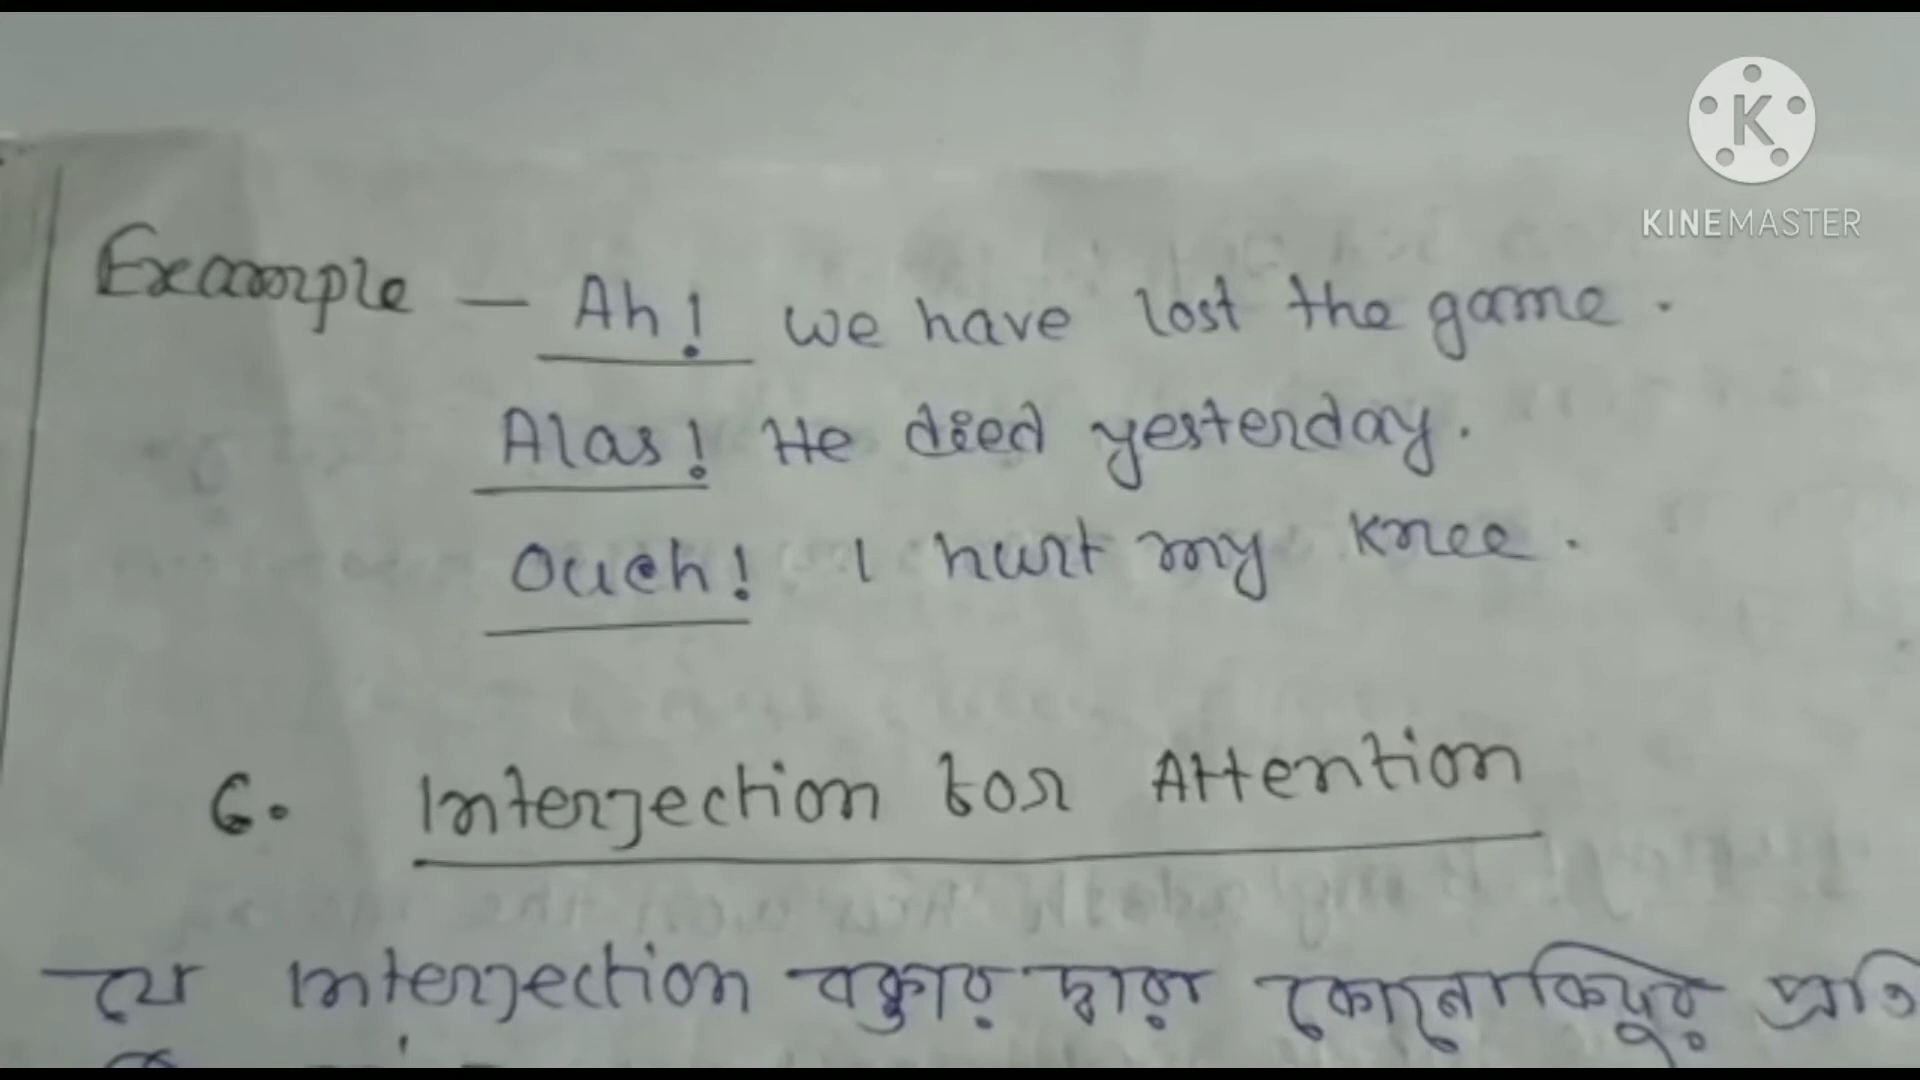 KINEMASTER
Example - Ah! we have lost the game.
Alas! He died yesterday.
Ouch! I hurt my knee.
6. Interjection for Attention
যে Interjection বক্তার দ্বারা কোনোকিছুর প্রতি